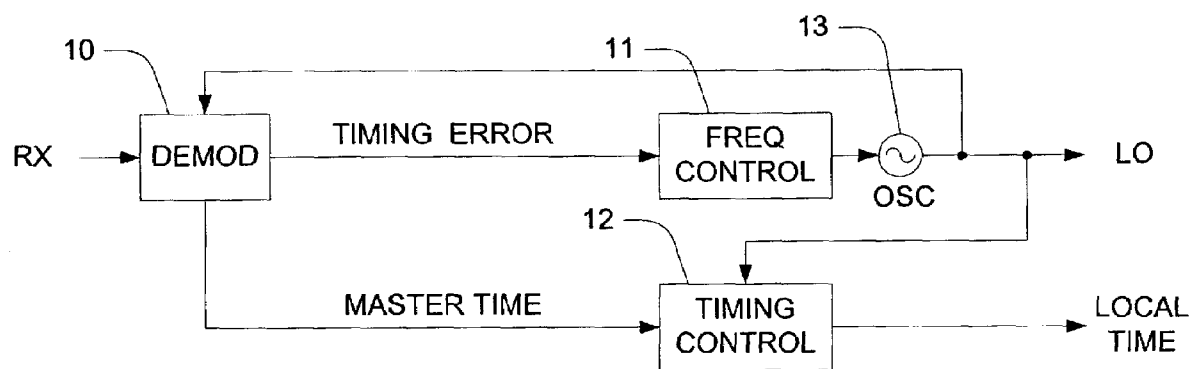 13
10
11
RX
DEMOD
TIMING ERROR
FREQ
CONTROL
OSC
LO
12
MASTER TIME
TIMING
CONTROL
LOCAL
TIME